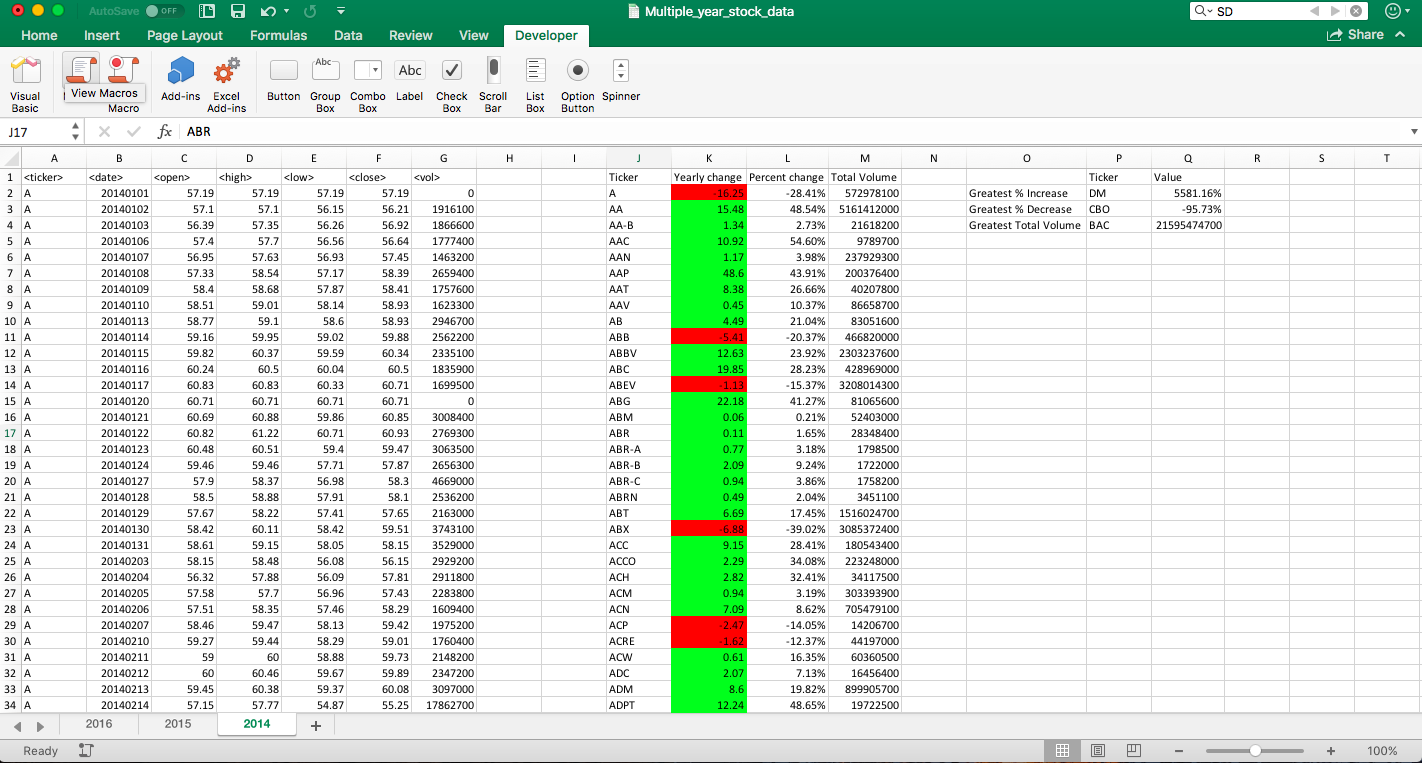 AutoSave OFF Multiple_year_stock_data SD
Home Insert Page Layout Formulas Data Review View Developer Share
Visual Basic View Macros Macro Add-ins Excel Add-ins Button Group Box Combo Box Label Check Box Scroll Bar List Box Option Button Spinner
Abc Abc
J17 fx ABR
A B C D E F G H I J K L M N O P Q R S T
1 <ticker> <date> <open> <high> <low> <close> <vol> Ticker Yearly change Percent change Total Volume Ticker Value
2 A 20140101 57.19 57.19 57.19 57.19 0 A -16.25 -28.41% 572978100 Greatest % Increase DM 5581.16%
3 A 20140102 57.1 57.1 56.15 56.21 1916100 AA 15.48 48.54% 5161412000 Greatest % Decrease CBO -95.73%
4 A 20140103 56.39 57.35 56.26 56.92 1866600 AA-B 1.34 2.73% 21618200 Greatest Total Volume BAC 21595474700
5 A 20140106 57.4 57.7 56.56 56.64 1777400 AAC 10.92 54.60% 9789700
6 A 20140107 56.95 57.63 56.93 57.45 1463200 AAN 1.17 3.98% 237929300
7 A 20140108 57.33 58.54 57.17 58.39 2659400 AAP 48.6 43.91% 200376400
8 A 20140109 58.4 58.68 57.87 58.41 1757600 AAT 8.38 26.66% 40207800
9 A 20140110 58.51 59.01 58.14 58.93 1623300 AAV 0.45 10.37% 86658700
10 A 20140113 58.77 59.1 58.6 58.93 2946700 AB 4.49 21.04% 83051600
11 A 20140114 59.16 59.95 59.02 59.88 2562200 ABB -5.41 -20.37% 466820000
12 A 20140115 59.82 60.37 59.59 60.34 2335100 ABBV 12.63 23.92% 2303237600
13 A 20140116 60.24 60.5 60.04 60.5 1835900 ABC 19.85 28.23% 428969000
14 A 20140117 60.83 60.83 60.33 60.71 1699500 ABEV -1.13 -15.37% 3208014300
15 A 20140120 60.71 60.71 60.71 60.71 0 ABG 22.18 41.27% 81065600
16 A 20140121 60.69 60.88 59.86 60.85 3008400 ABM 0.06 0.21% 52403000
17 A 20140122 60.82 61.22 60.71 60.93 2769300 ABR 0.11 1.65% 28348400
18 A 20140123 60.48 60.51 59.4 59.47 3063500 ABR-A 0.77 3.18% 1798500
19 A 20140124 59.46 59.46 57.71 57.87 2656300 ABR-B 2.09 9.24% 1722000
20 A 20140127 57.9 58.37 56.98 58.3 4669000 ABR-C 0.94 3.86% 1758200
21 A 20140128 58.5 58.88 57.91 58.1 2536200 ABRN 0.49 2.04% 3451100
22 A 20140129 57.67 58.22 57.41 57.65 2163000 ABT 6.69 17.45% 1516024700
23 A 20140130 58.42 60.11 58.42 59.51 3743100 ABX -6.88 -39.02% 3085372400
24 A 20140131 58.61 59.15 58.05 58.15 3529000 ACC 9.15 28.41% 180543400
25 A 20140203 58.15 58.48 56.08 56.15 2929200 ACCO 2.29 34.08% 223248000
26 A 20140204 56.32 57.88 56.09 57.81 2911800 ACH 2.82 32.41% 34117500
27 A 20140205 57.58 57.7 56.96 57.43 2283800 ACM 0.94 3.19% 303393900
28 A 20140206 57.51 58.35 57.46 58.29 1609400 ACN 7.09 8.62% 705479100
29 A 20140207 58.46 59.47 58.13 59.42 1975200 ACP -2.47 -14.05% 14206700
30 A 20140210 59.27 59.44 58.29 59.01 1760400 ACRE -1.62 -12.37% 44197000
31 A 20140211 59 60 58.88 59.73 2148200 ACW 0.61 16.35% 60360500
32 A 20140212 60 60.46 59.67 59.89 2347200 ADC 2.07 7.13% 16456400
33 A 20140213 59.45 60.38 59.37 60.08 3097000 ADM 8.6 19.82% 899905700
34 A 20140214 57.15 57.77 54.87 55.25 17862700 ADPT 12.24 48.65% 19722500
2016 2015 2014
Ready 100%